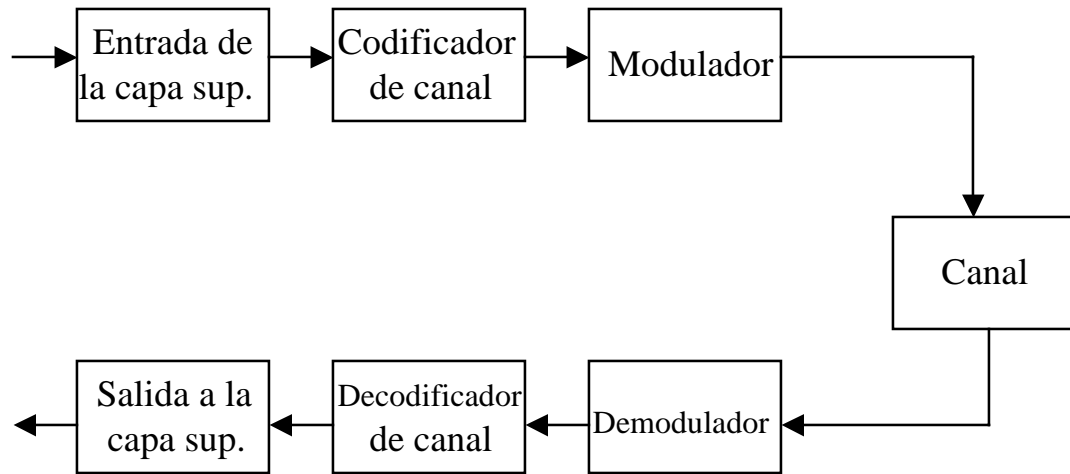 Entrada de
la capa sup.
Codificador
de canal
Modulador
Canal
Salida a la
capa sup.
Decodificador
de canal
Demodulador